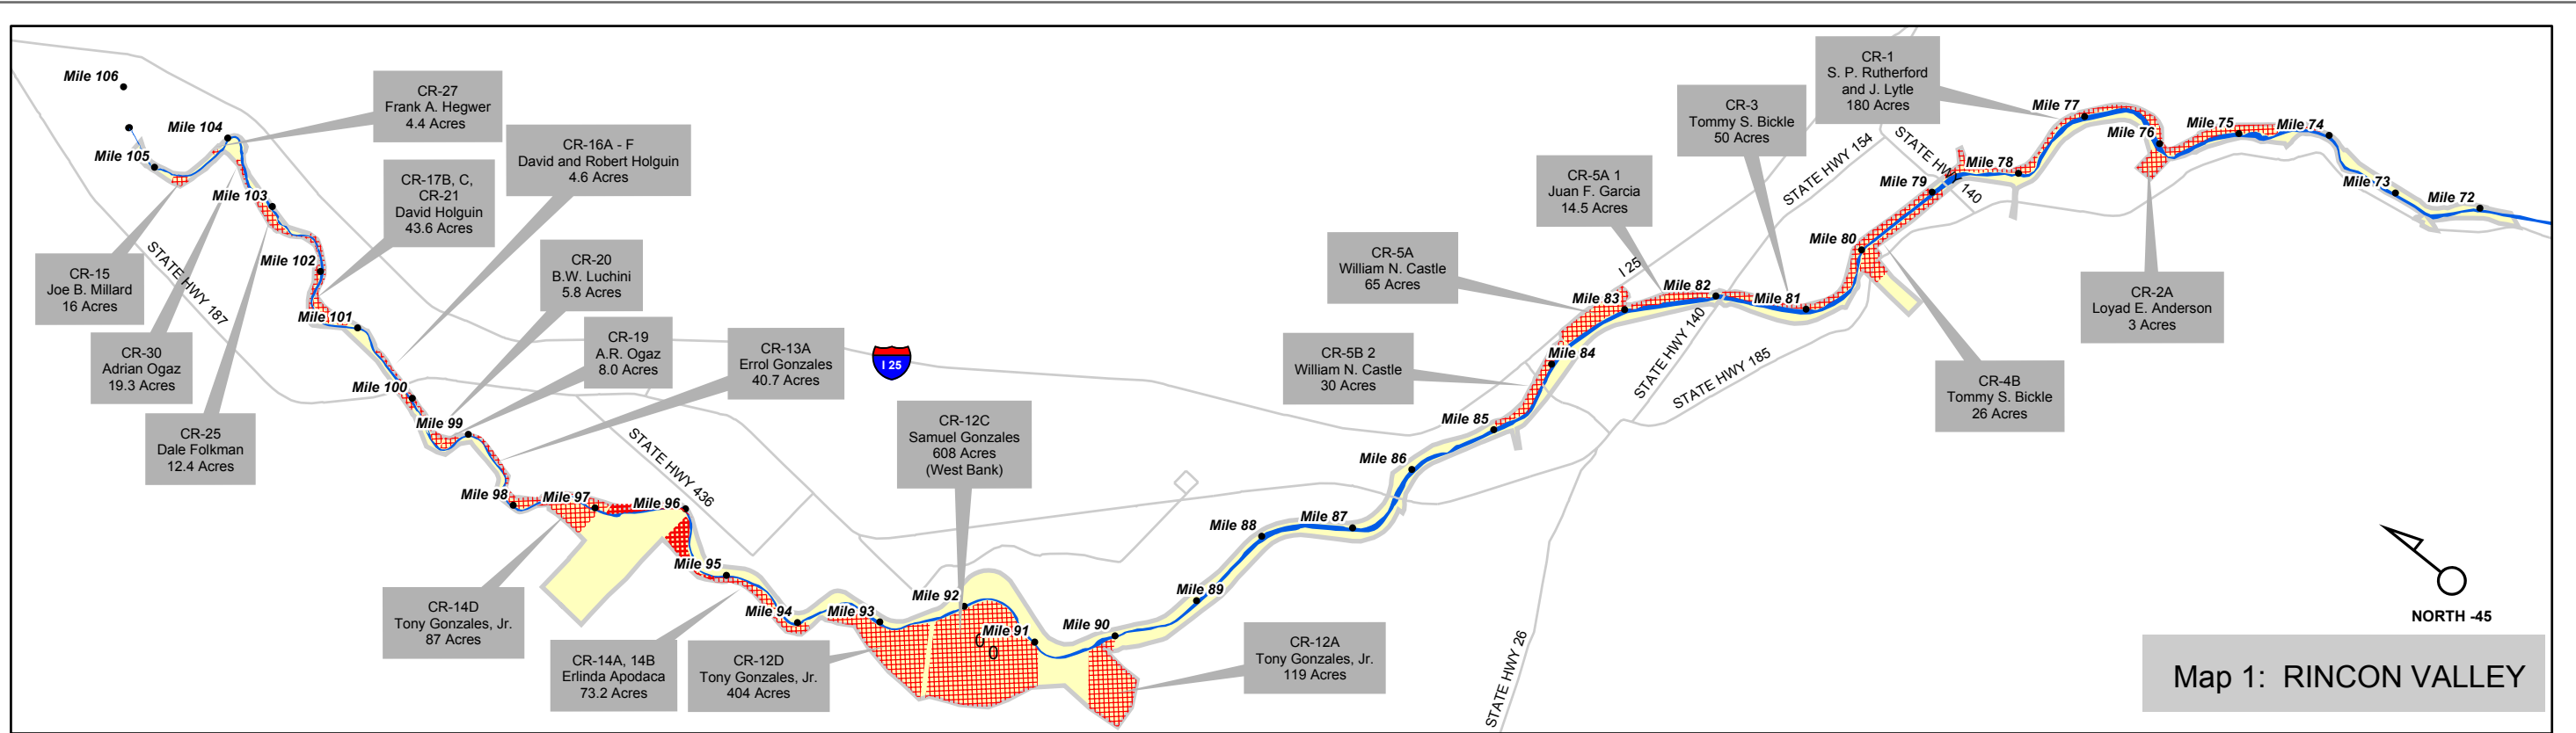 Mile 106
Mile 105
Mile 104
Mile 103
Mile 102
Mile 101
Mile 100
Mile 99
Mile 98
Mile 97
Mile 96
Mile 95
Mile 94
Mile 93
Mile 92
Mile 91
Mile 90
Mile 89
Mile 88
Mile 87
Mile 86
Mile 85
Mile 84
Mile 83
Mile 82
Mile 81
Mile 80
Mile 79
Mile 78
Mile 77
Mile 76
Mile 75
Mile 74
Mile 73
Mile 72
CR-27
Frank A. Hegwer
4.4 Acres
CR-16A - F
David and Robert Holguin
4.6 Acres
CR-17B, C,
CR-21
David Holguin
43.6 Acres
CR-20
B.W. Luchini
5.8 Acres
CR-19
A.R. Ogaz
8.0 Acres
CR-13A
Errol Gonzales
40.7 Acres
CR-15
Joe B. Millard
16 Acres
CR-30
Adrian Ogaz
19.3 Acres
CR-25
Dale Folkman
12.4 Acres
CR-14D
Tony Gonzales, Jr.
87 Acres
CR-14A, 14B
Erlinda Apodaca
73.2 Acres
CR-12D
Tony Gonzales, Jr.
404 Acres
CR-12C
Samuel Gonzales
608 Acres
(West Bank)
CR-12A
Tony Gonzales, Jr.
119 Acres
CR-5B 2
William N. Castle
30 Acres
CR-5A
William N. Castle
65 Acres
CR-5A 1
Juan F. Garcia
14.5 Acres
CR-3
Tommy S. Bickle
50 Acres
CR-1
S. P. Rutherford
and J. Lytle
180 Acres
CR-4B
Tommy S. Bickle
26 Acres
CR-2A
Loyad E. Anderson
3 Acres
STATE HWY 187
STATE HWY 436
I 25
STATE HWY 26
I 25
STATE HWY 140
STATE HWY 185
STATE HWY 154
STATE HWY 140
0
0
NORTH -45
Map 1: RINCON VALLEY